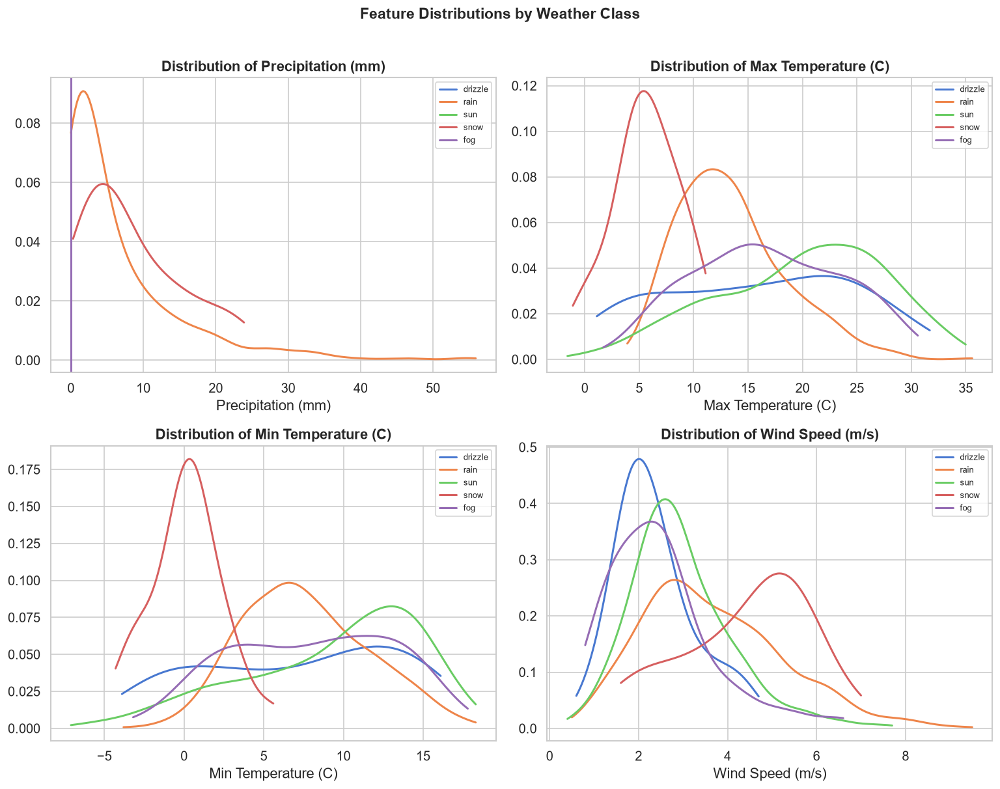 Feature Distributions by Weather Class
Distribution of Precipitation (mm)
drizzle
rain
sun
snow
fog
0.08
0.06
0.04
0.02
0.00
0 10 20 30 40 50
Precipitation (mm)
Distribution of Max Temperature (C)
drizzle
rain
sun
snow
fog
0.12
0.10
0.08
0.06
0.04
0.02
0.00
0 5 10 15 20 25 30 35
Max Temperature (C)
Distribution of Min Temperature (C)
drizzle
rain
sun
snow
fog
0.175
0.150
0.125
0.100
0.075
0.050
0.025
0.000
−5 0 5 10 15
Min Temperature (C)
Distribution of Wind Speed (m/s)
drizzle
rain
sun
snow
fog
0.5
0.4
0.3
0.2
0.1
0.0
0 2 4 6 8
Wind Speed (m/s)